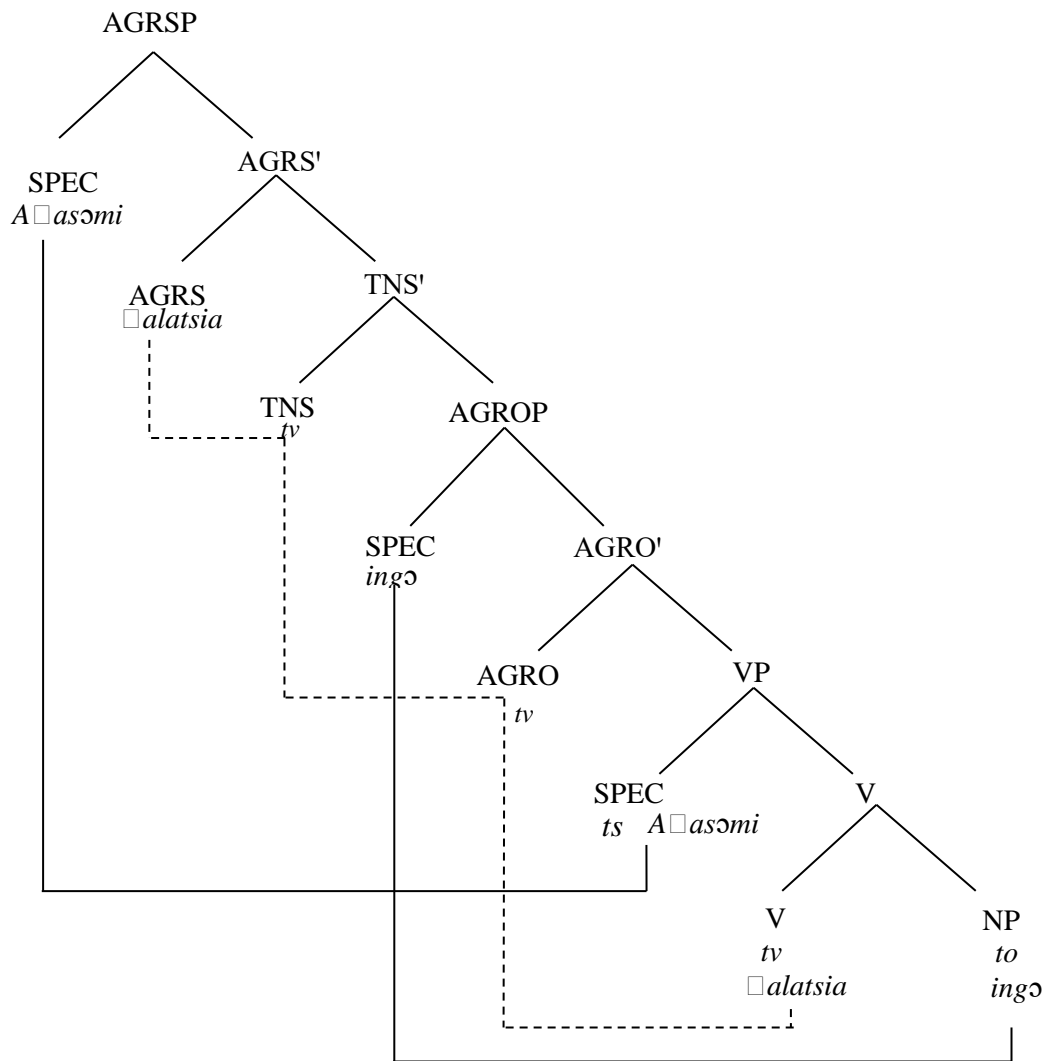 AGRSP
SPEC
AGRS'
A□asɔmi
AGRS
TNS'
□alatsia
TNS
AGROP
tv
SPEC
AGRO'
ingɔ
AGRO
VP
tv
SPEC
V
ts A□asɔmi
V
NP
tv
to
□alatsia
ingɔ